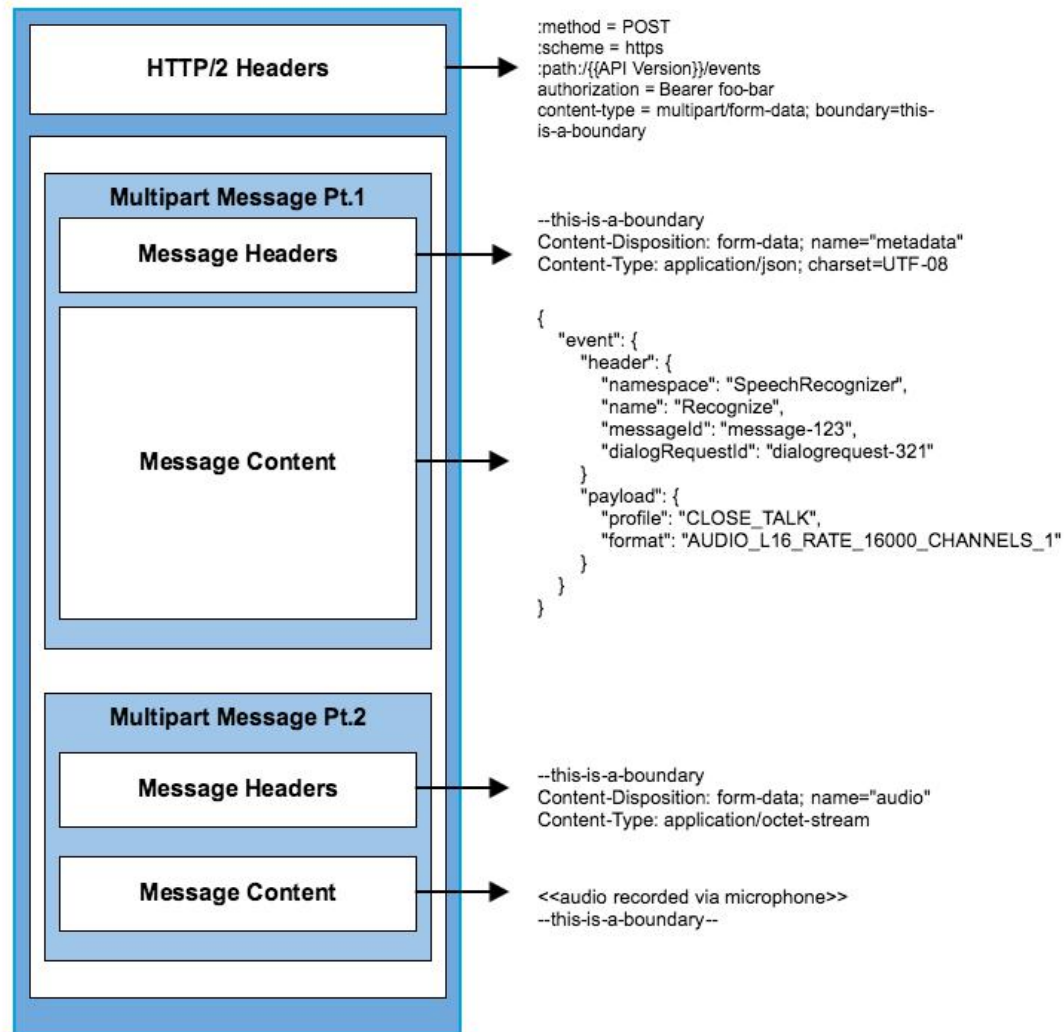 HTTP/2 Headers
:method = POST
:scheme = https
:path:/{{API Version}}/events
authorization = Bearer foo-bar
content-type = multipart/form-data; boundary=this-
is-a-boundary
Multipart Message Pt.1
Message Headers
--this-is-a-boundary
Content-Disposition: form-data; name="metadata"
Content-Type: application/json; charset=UTF-08
Message Content
{
"event": {
"header": {
"namespace": "SpeechRecognizer",
"name": "Recognize",
"messageId": "message-123",
"dialogRequestId": "dialogrequest-321"
}
"payload": {
"profile": "CLOSE_TALK",
"format": "AUDIO_L16_RATE_16000_CHANNELS_1"
}
}
}
Multipart Message Pt.2
Message Headers
--this-is-a-boundary
Content-Disposition: form-data; name="audio"
Content-Type: application/octet-stream
Message Content
<<audio recorded via microphone>>
--this-is-a-boundary--